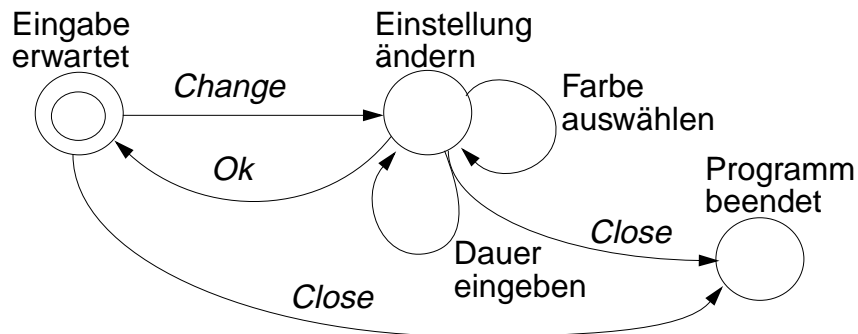 Eingabe
erwartet
Einstellung
ändern
Change
Farbe
auswählen
Ok
Programm
beendet
Dauer
eingeben
Close
Close